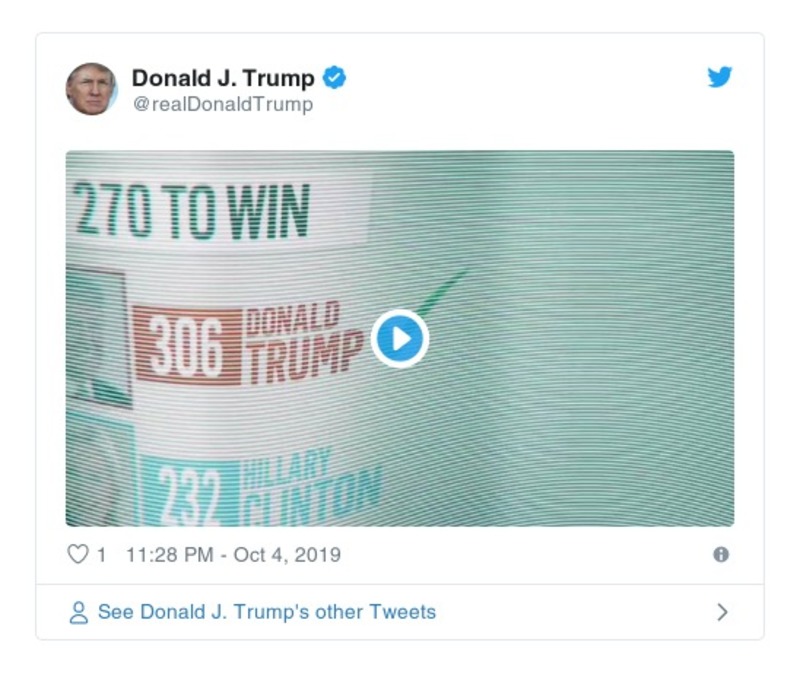 Donald J. Trump
@realDonaldTrump
270 TO WIN
306 DONALD TRUMP
232 HILLARY CLINTON
1 11:28 PM - Oct 4, 2019
See Donald J. Trump's other Tweets